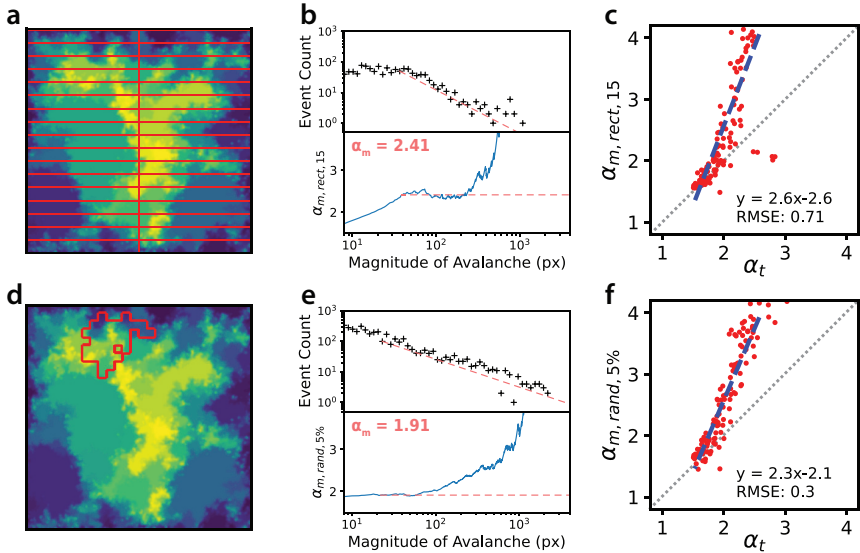 a
b
10³
10²
10¹
10⁰
Event Count
αₘ = 2.41
3
2
αₘ, rect, 15
10¹ 10² 10³
Magnitude of Avalanche (px)
c
4
3
2
1
αₘ, rect, 15
y = 2.6x-2.6
RMSE: 0.71
1 2 3 4
αₜ
d
e
10³
10²
10¹
10⁰
Event Count
αₘ = 1.91
3
2
αₘ, rand, 5%
10¹ 10² 10³
Magnitude of Avalanche (px)
f
4
3
2
1
αₘ, rand, 5%
y = 2.3x-2.1
RMSE: 0.3
1 2 3 4
αₜ